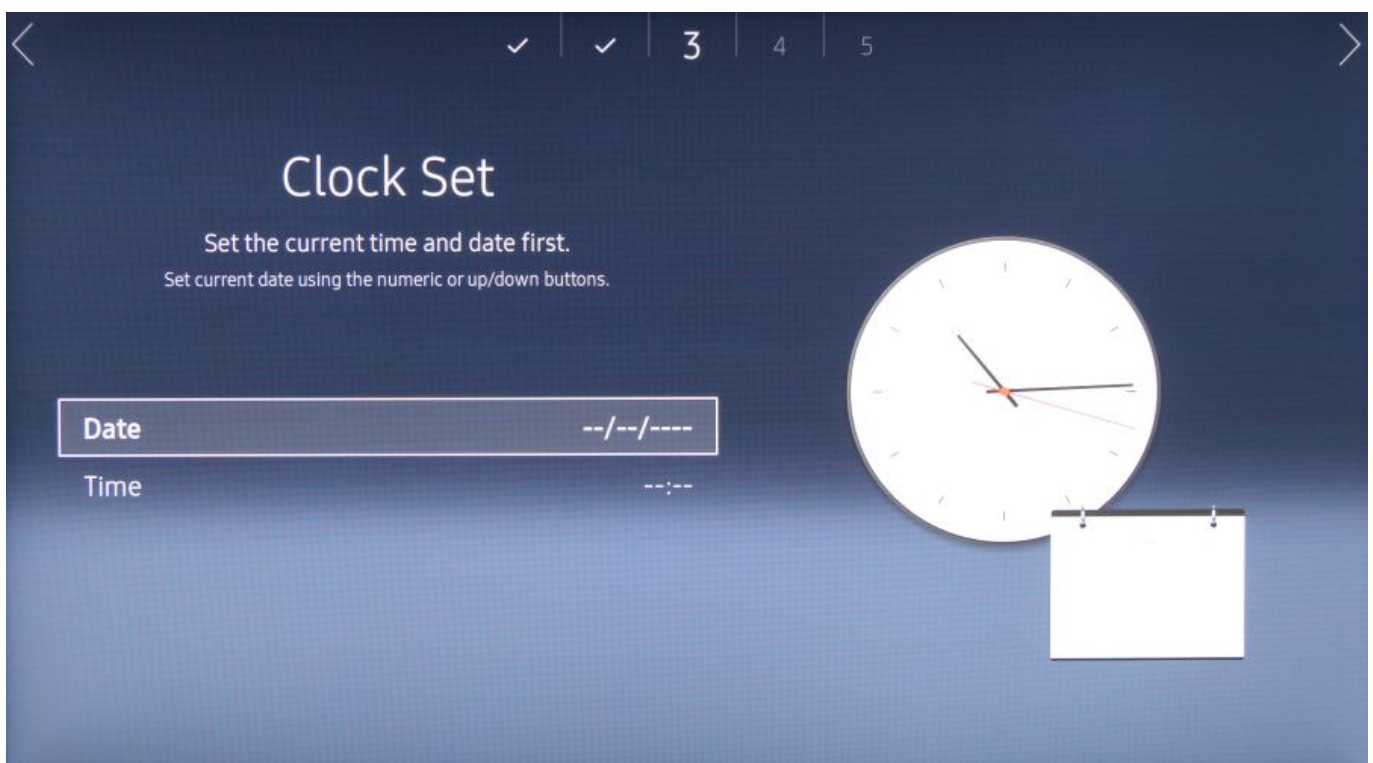 3 4 5
Clock Set
Set the current time and date first.
Set current date using the numeric or up/down buttons.
Date --/--/----
Time --:--